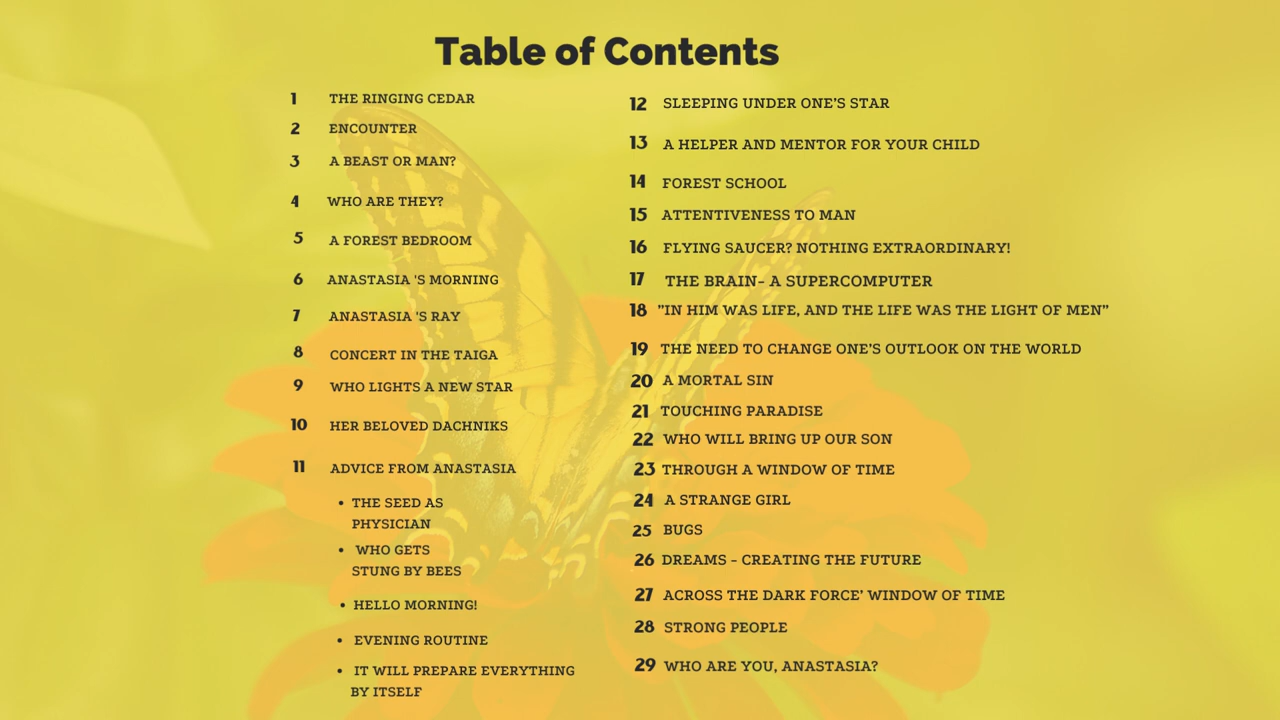 Table of Contents
1 THE RINGING CEDAR
2 ENCOUNTER
3 A BEAST OR MAN?
4 WHO ARE THEY?
5 A FOREST BEDROOM
6 ANASTASIA 'S MORNING
7 ANASTASIA 'S RAY
8 CONCERT IN THE TAIGA
9 WHO LIGHTS A NEW STAR
10 HER BELOVED DACHNIKS
11 ADVICE FROM ANASTASIA
• THE SEED AS
PHYSICIAN
• WHO GETS
STUNG BY BEES
• HELLO MORNING!
• EVENING ROUTINE
• IT WILL PREPARE EVERYTHING
BY ITSELF
12 SLEEPING UNDER ONE'S STAR
13 A HELPER AND MENTOR FOR YOUR CHILD
14 FOREST SCHOOL
15 ATTENTIVENESS TO MAN
16 FLYING SAUCER? NOTHING EXTRAORDINARY!
17 THE BRAIN- A SUPERCOMPUTER
18 "IN HIM WAS LIFE, AND THE LIFE WAS THE LIGHT OF MEN"
19 THE NEED TO CHANGE ONE'S OUTLOOK ON THE WORLD
20 A MORTAL SIN
21 TOUCHING PARADISE
22 WHO WILL BRING UP OUR SON
23 THROUGH A WINDOW OF TIME
24 A STRANGE GIRL
25 BUGS
26 DREAMS - CREATING THE FUTURE
27 ACROSS THE DARK FORCE' WINDOW OF TIME
28 STRONG PEOPLE
29 WHO ARE YOU, ANASTASIA?